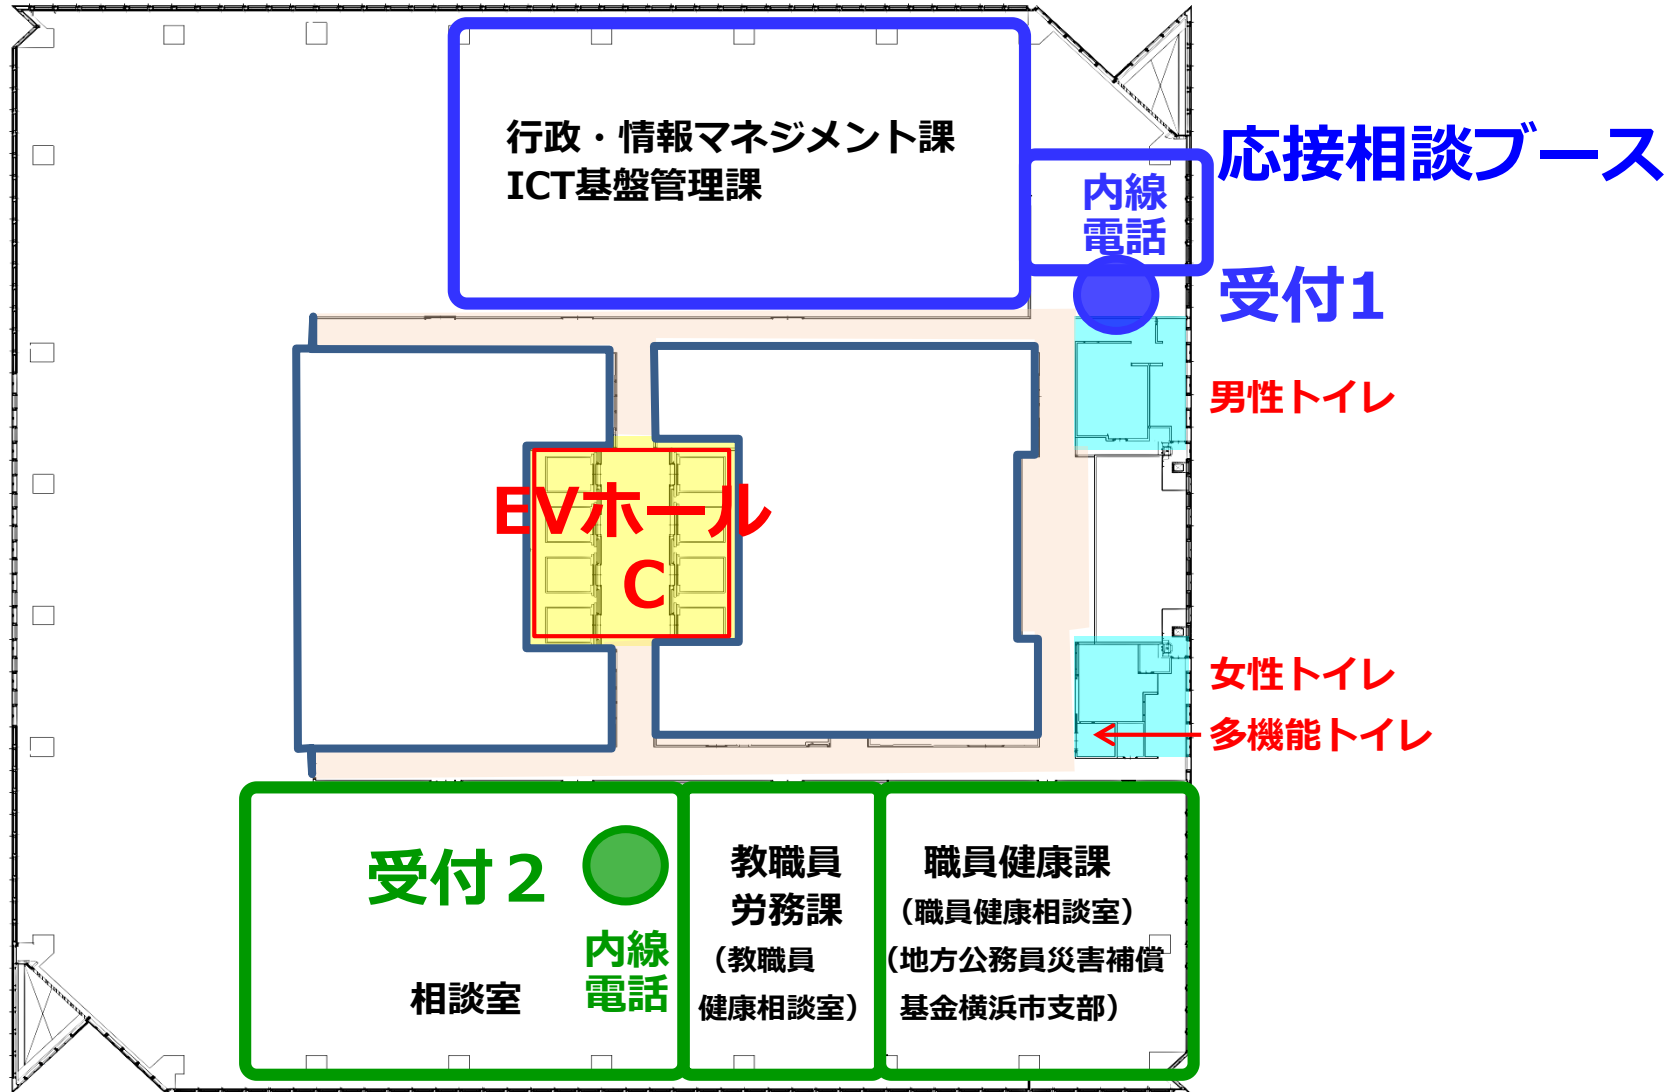 行政・情報マネジメント課
ICT基盤管理課
応接相談ブース
内線
電話
受付1
男性トイレ
EVホール
C
女性トイレ
多機能トイレ
受付２
内線
電話
相談室
教職員
労務課
（教職員
健康相談室）
職員健康課
（職員健康相談室）
（地方公務員災害補償
基金横浜市支部）